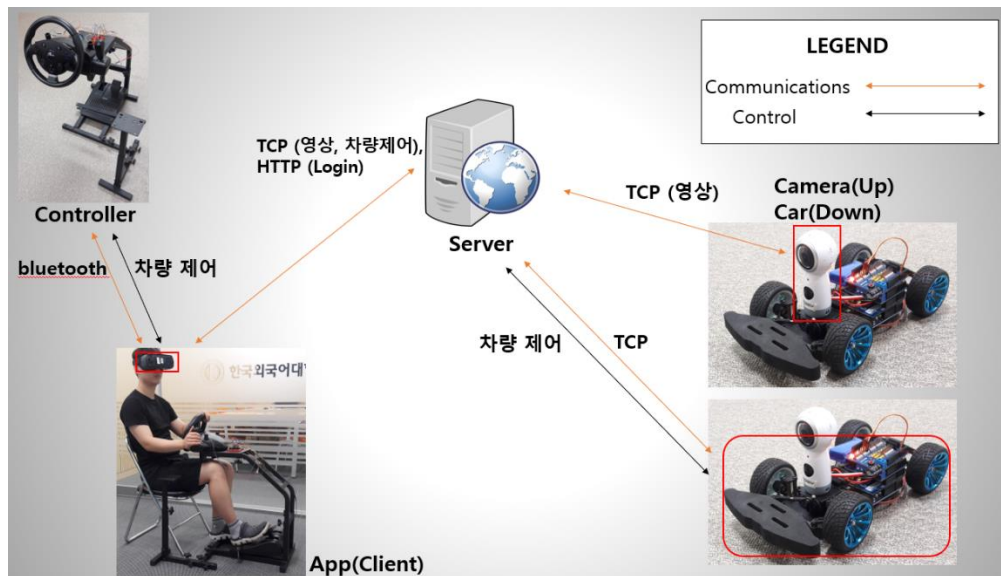 LEGEND
Communications
Control
TCP (영상, 차량제어),
HTTP (Login)
TCP (영상)
Camera(Up)
Car(Down)
Controller
Server
bluetooth
차량 제어
차량 제어
TCP
한국외국어대
App(Client)